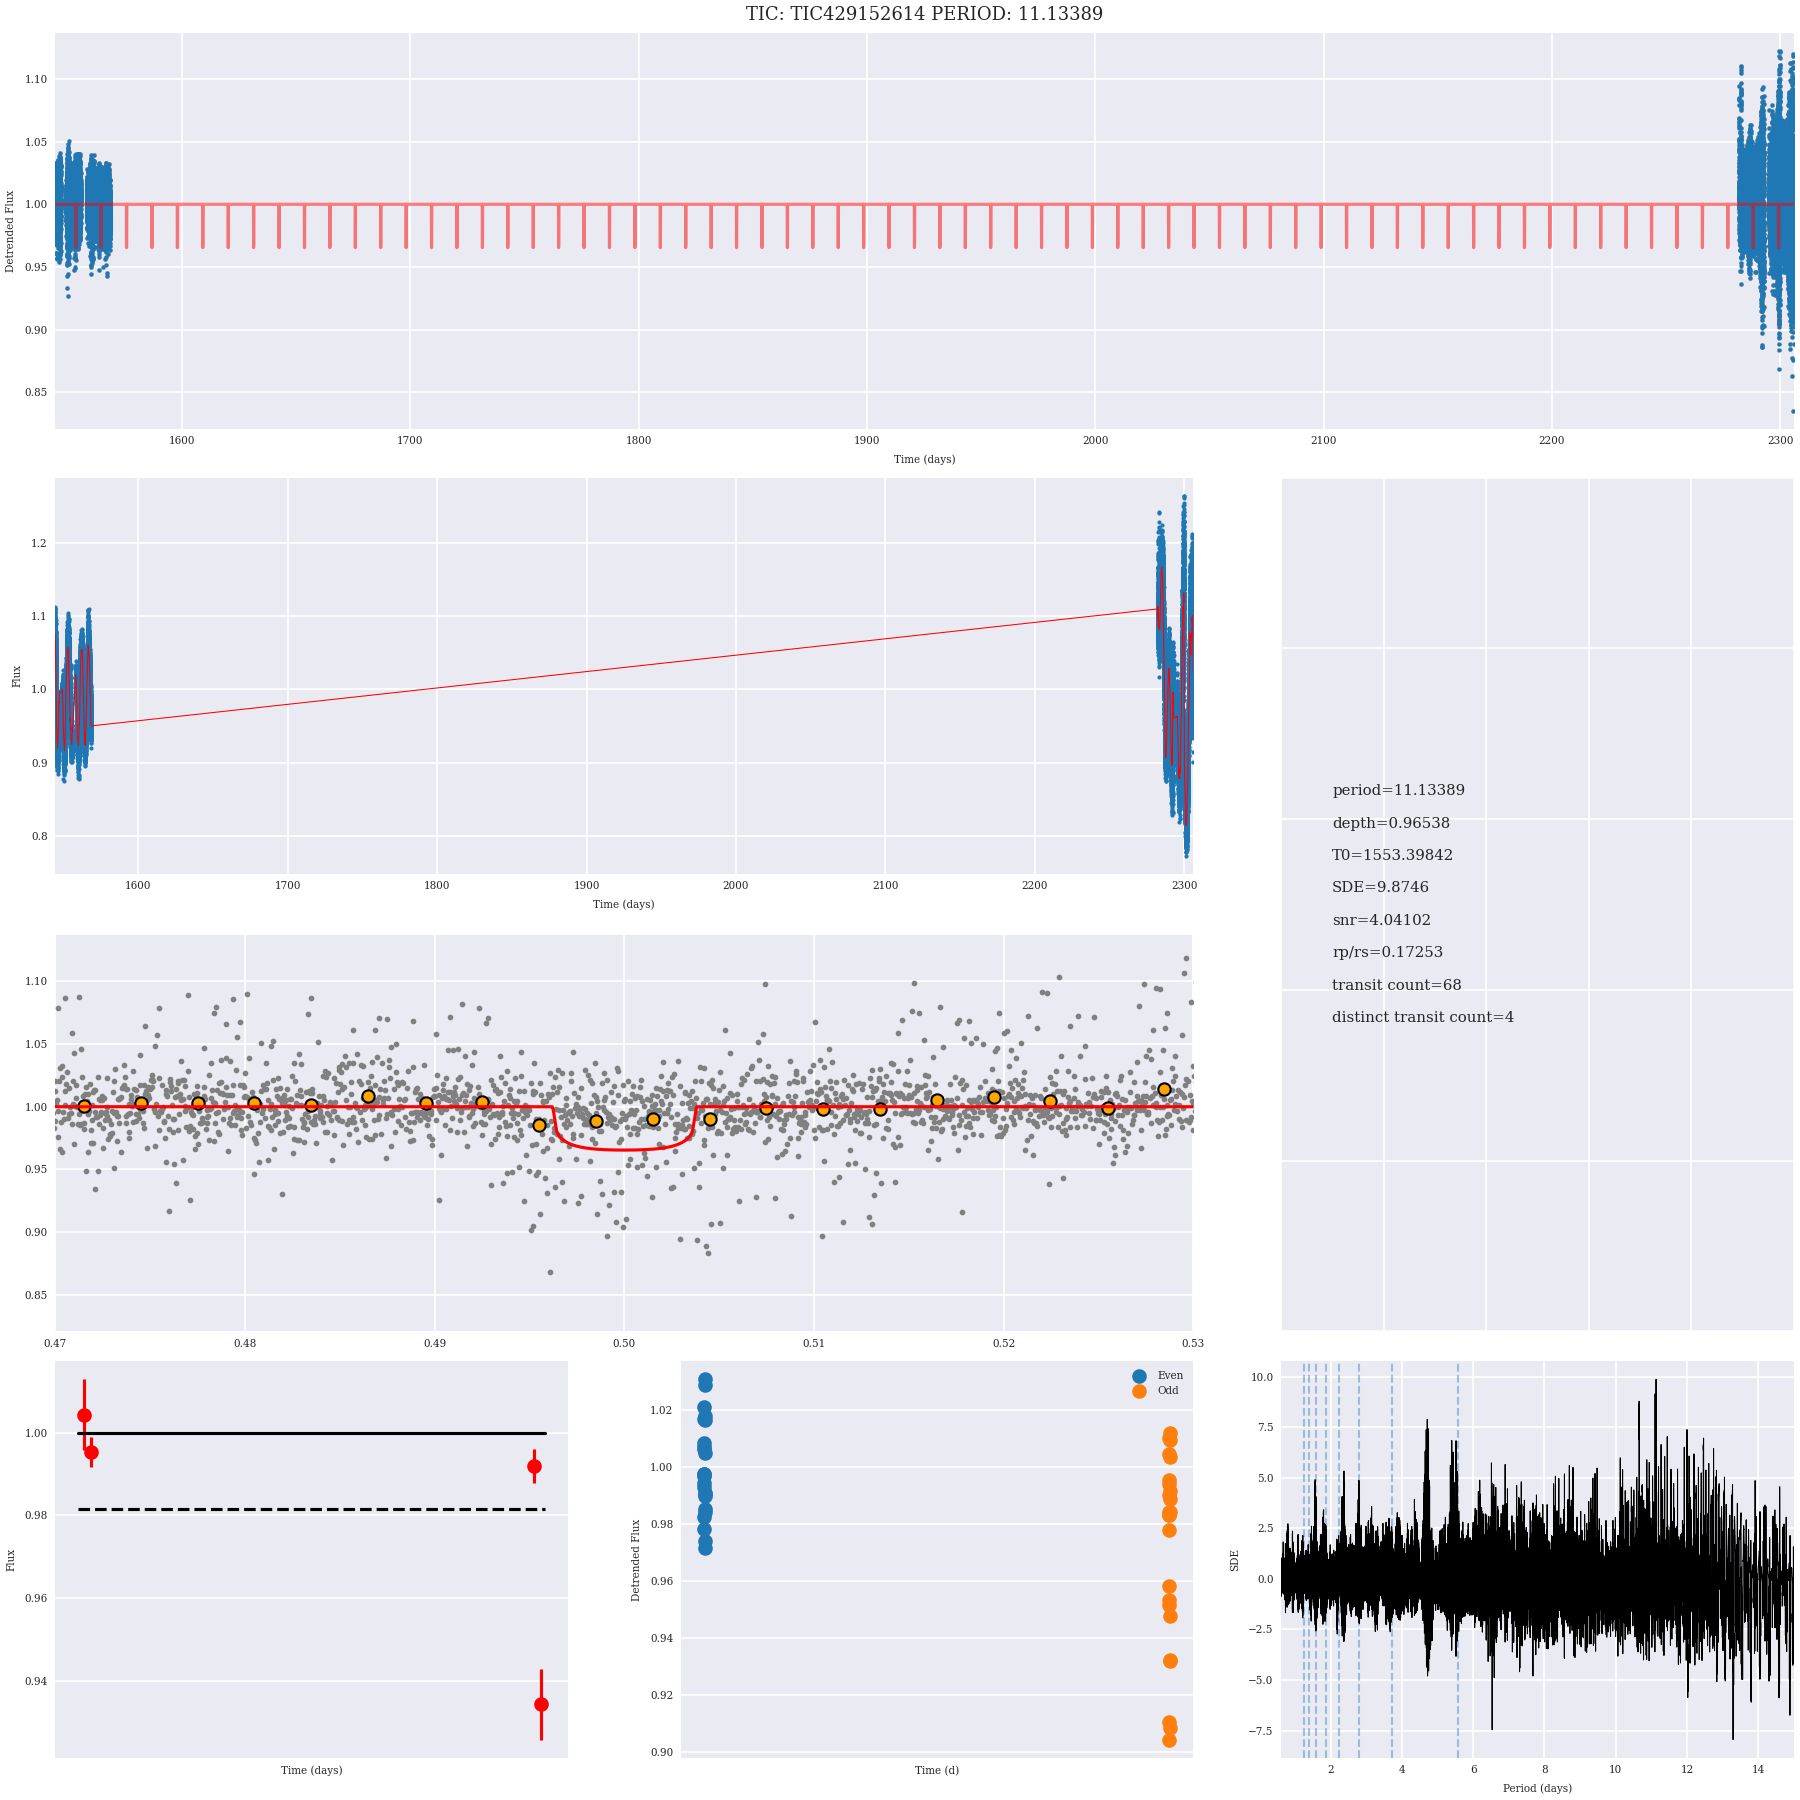 TIC: TIC429152614 PERIOD: 11.13389
1.10
1.05
1.00
0.95
0.90
0.85
Detrended Flux
1600 1700 1800 1900 2000 2100 2200 2300
Time (days)
1.2
1.1
1.0
0.9
0.8
Flux
1600 1700 1800 1900 2000 2100 2200 2300
Time (days)
period=11.13389
depth=0.96538
T0=1553.39842
SDE=9.8746
snr=4.04102
rp/rs=0.17253
transit count=68
distinct transit count=4
1.10
1.05
1.00
0.95
0.90
0.85
0.47 0.48 0.49 0.50 0.51 0.52 0.53
1.00
0.98
0.96
0.94
Flux
Time (days)
Even
Odd
1.02
1.00
0.98
0.96
0.94
0.92
0.90
Detrended Flux
Time (d)
10.0
7.5
5.0
2.5
0.0
−2.5
−5.0
−7.5
SDE
2 4 6 8 10 12 14
Period (days)